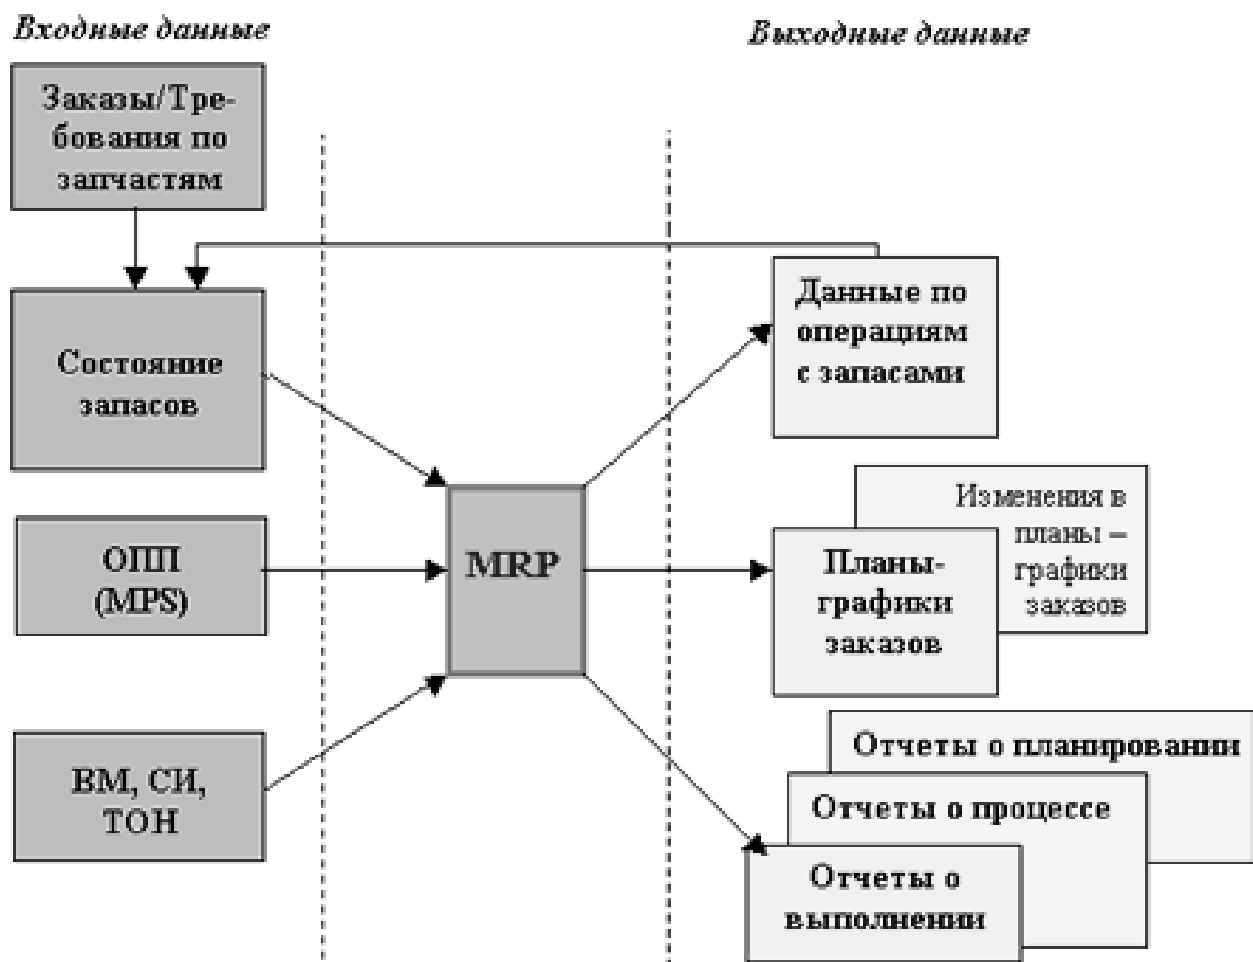 Входные данные
Выходные данные
Заказы/Тре-
бования по
запчастям
Состояние
запасов
ОПП
(MPS)
ВМ, СИ,
ТОН
MRP
Данные по
операциям
с запасами
Изменения в
планы –
графики
заказов
Планы-
графики
заказов
Отчеты о планировании
Отчеты о процессе
Отчеты о
выполнении